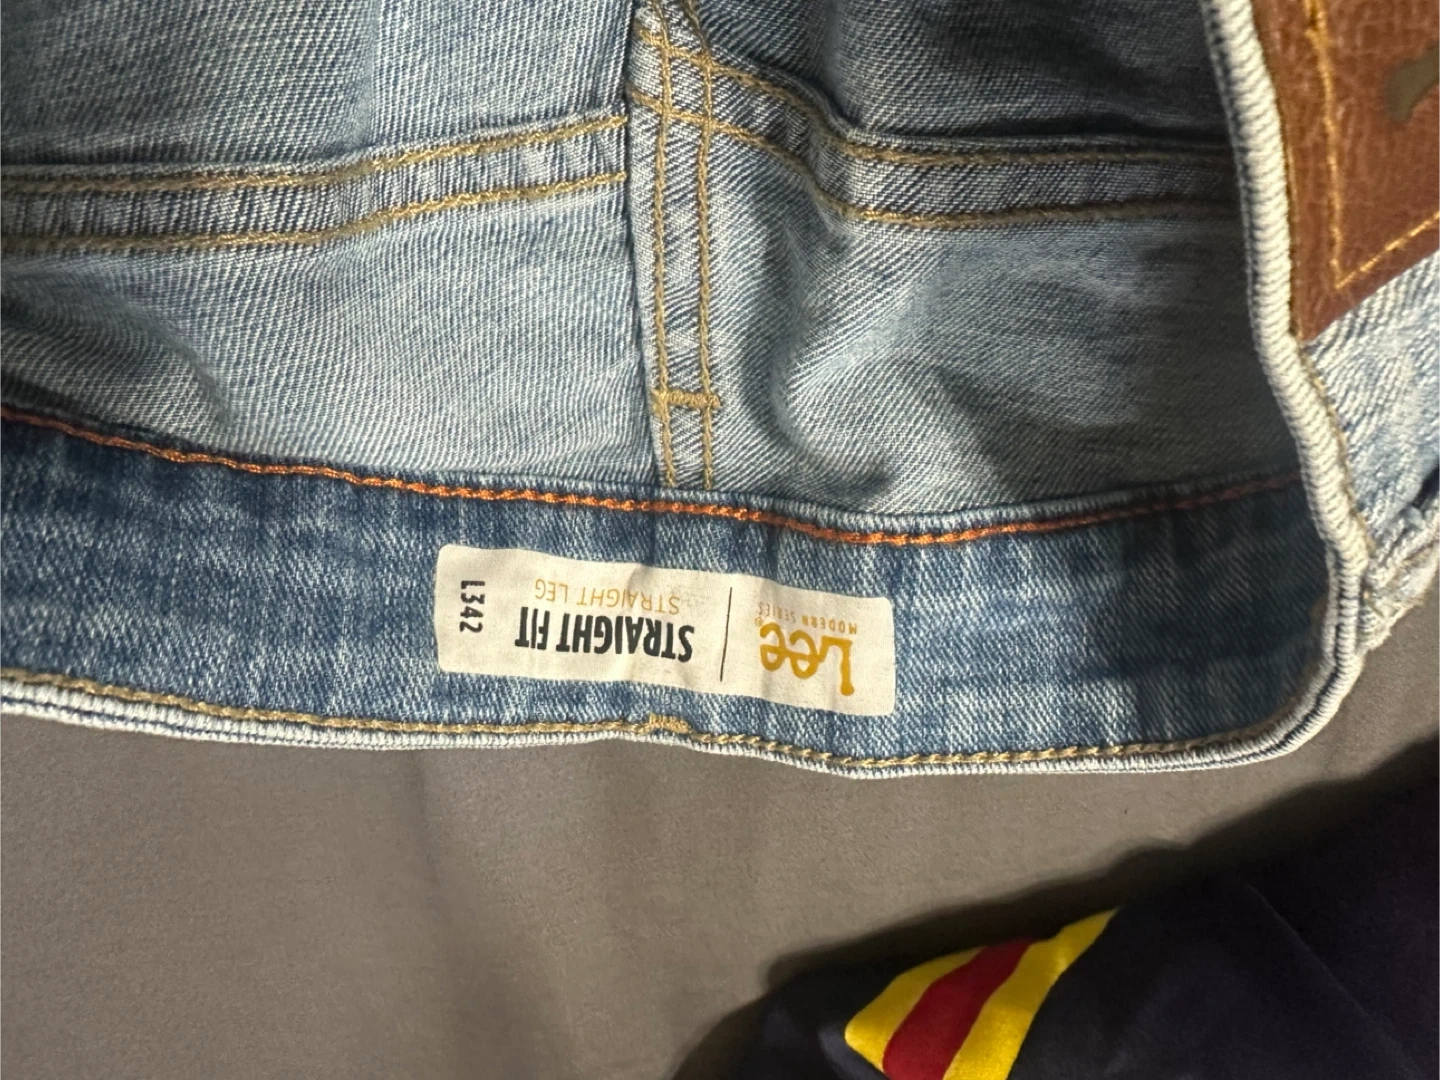 Lee®
MODERN SERIES
STRAIGHT FIT
STRAIGHT LEG
L342